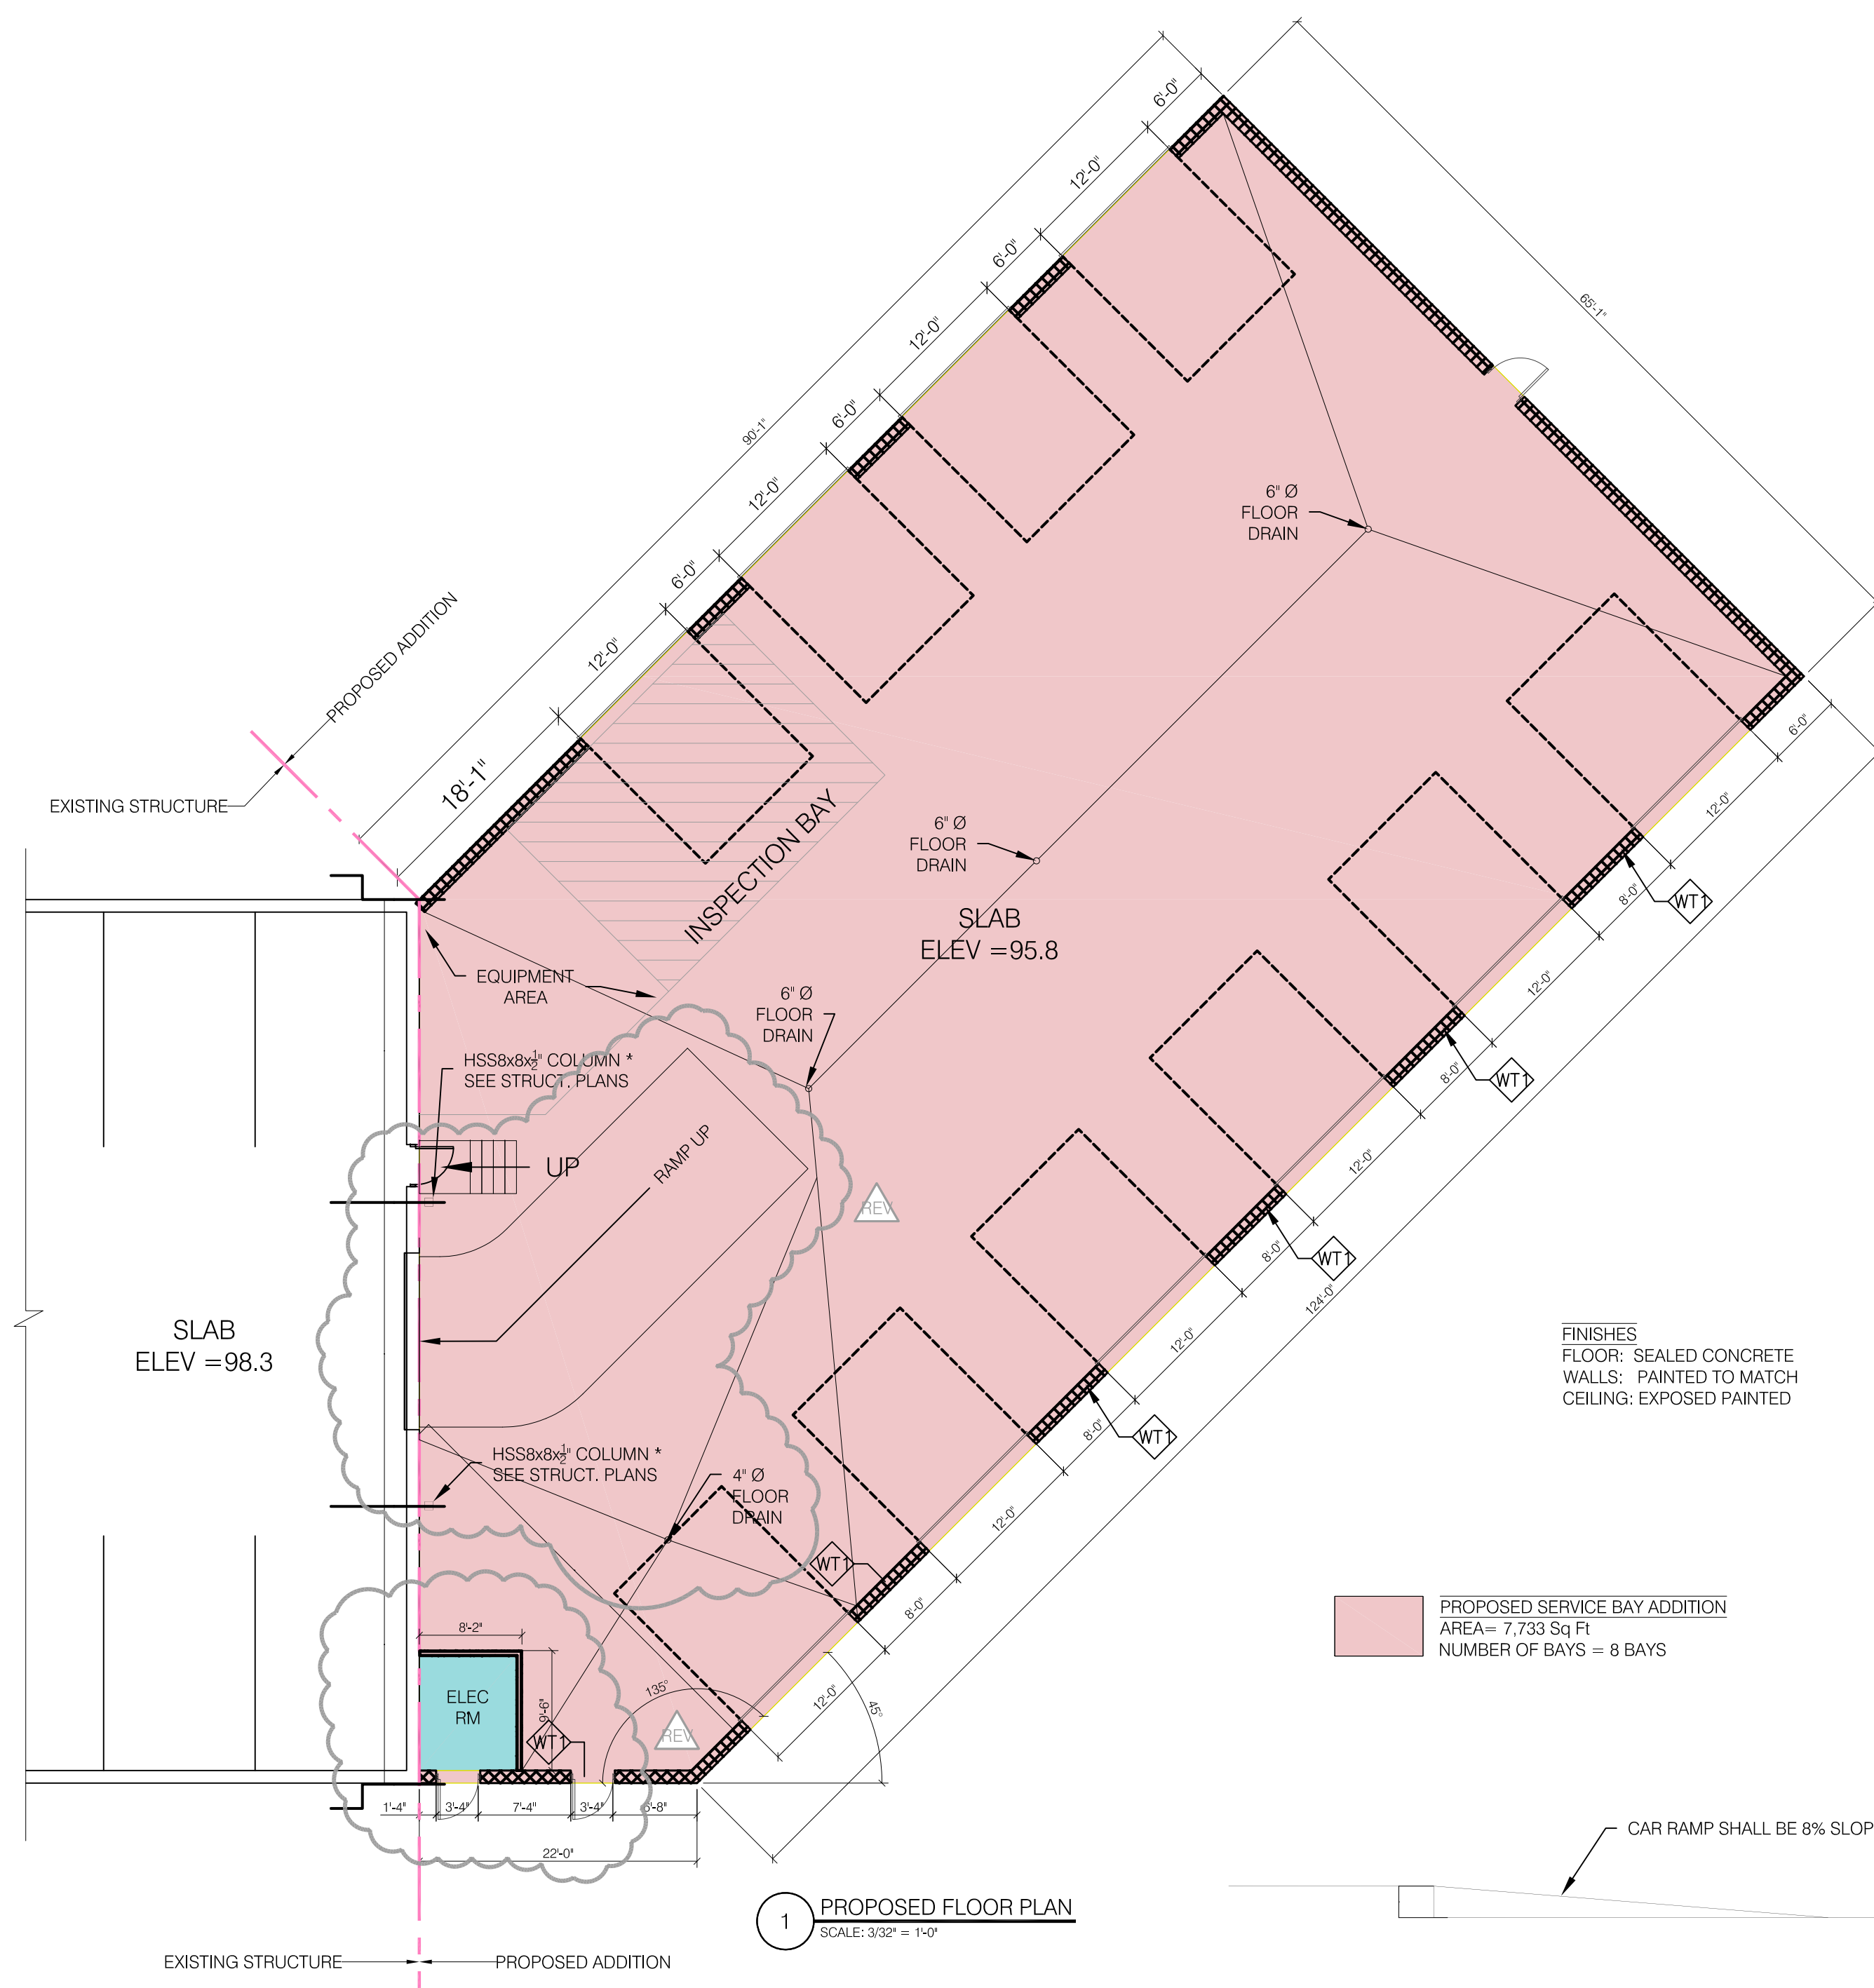 6'-0"
12'-0"
6'-0"
12'-0"
6'-0"
12'-0"
6'-0"
12'-0"
18'-1"
90'-1"
65'-1"
PROPOSED ADDITION
EXISTING STRUCTURE
6" Ø
FLOOR
DRAIN
6" Ø
FLOOR
DRAIN
SLAB
ELEV =95.8
INSPECTION BAY
EQUIPMENT
AREA
6" Ø
FLOOR
DRAIN
HSS8x8x½" COLUMN *
SEE STRUCT. PLANS
UP
RAMP UP
REV
SLAB
ELEV =98.3
HSS8x8x½" COLUMN *
SEE STRUCT. PLANS
4" Ø
FLOOR
DRAIN
6'-0"
12'-0"
WT1
8'-0"
12'-0"
WT1
8'-0"
12'-0"
WT1
8'-0"
124'-0"
12'-0"
WT1
8'-0"
12'-0"
WT1
8'-0"
12'-0"
45°
135°
FINISHES
FLOOR: SEALED CONCRETE
WALLS: PAINTED TO MATCH
CEILING: EXPOSED PAINTED
PROPOSED SERVICE BAY ADDITION
AREA= 7,733 Sq Ft
NUMBER OF BAYS = 8 BAYS
8'-2"
ELEC
RM
9'-6"
WT1
REV
1'-4"
3'-4"
7'-4"
3'-4"
22'-0"
CAR RAMP SHALL BE 8% SLOP
1
PROPOSED FLOOR PLAN
SCALE: 3/32" = 1'-0"
EXISTING STRUCTURE
PROPOSED ADDITION